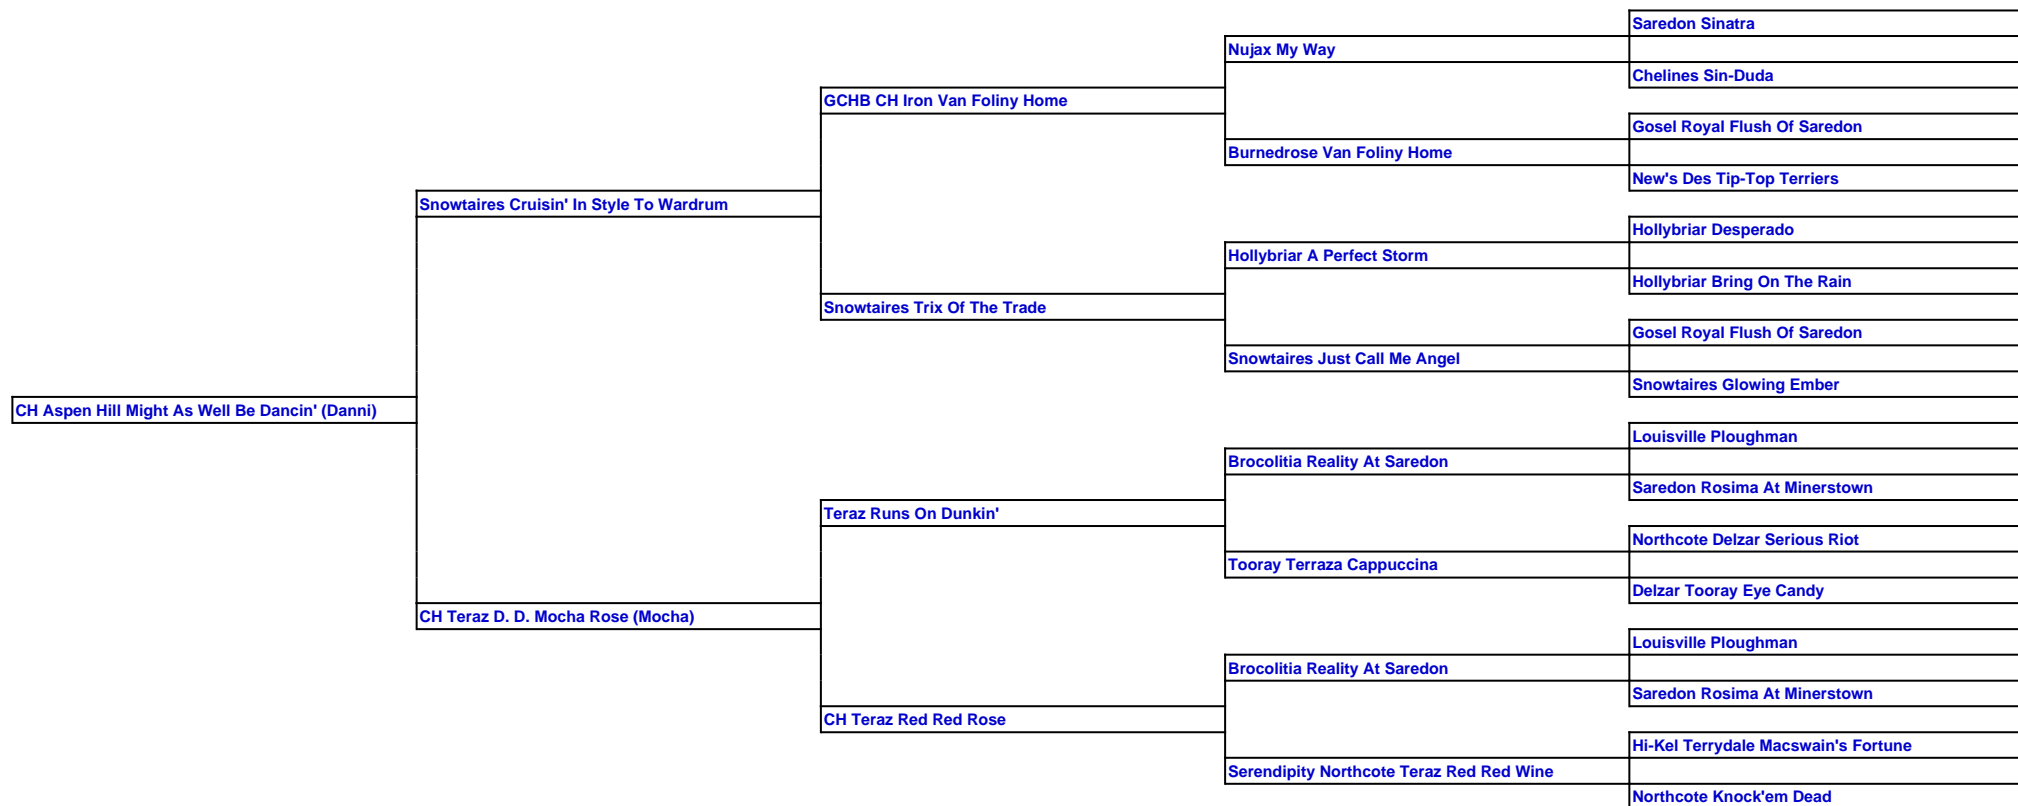 Saredon Sinatra
Nujax My Way
Chelines Sin-Duda
GCHB CH Iron Van Foliny Home
Gosel Royal Flush Of Saredon
Burnedrose Van Foliny Home
New's Des Tip-Top Terriers
Snowtaires Cruisin' In Style To Wardrum
Hollybriar Desperado
Hollybriar A Perfect Storm
Hollybriar Bring On The Rain
Snowtaires Trix Of The Trade
Gosel Royal Flush Of Saredon
Snowtaires Just Call Me Angel
Snowtaires Glowing Ember
CH Aspen Hill Might As Well Be Dancin' (Danni)
Louisville Ploughman
Brocolitia Reality At Saredon
Saredon Rosima At Minerstown
Teraz Runs On Dunkin'
Northcote Delzar Serious Riot
Tooray Terraza Cappuccina
Delzar Tooray Eye Candy
CH Teraz D. D. Mocha Rose (Mocha)
Louisville Ploughman
Brocolitia Reality At Saredon
Saredon Rosima At Minerstown
CH Teraz Red Red Rose
Hi-Kel Terrydale Macswain's Fortune
Serendipity Northcote Teraz Red Red Wine
Northcote Knock'em Dead